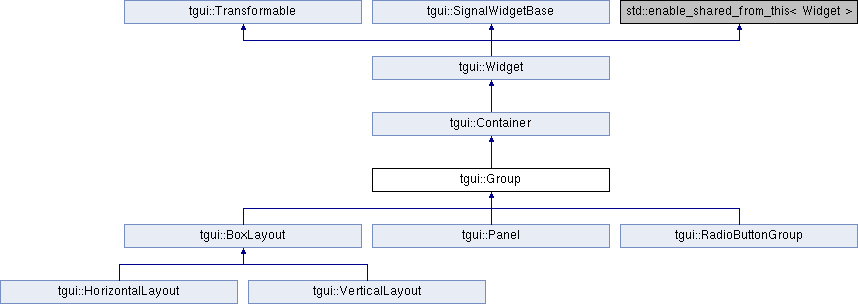 tgui::Transformable
tgui::SignalWidgetBase
std::enable_shared_from_this< Widget >
tgui::Widget
tgui::Container
tgui::Group
tgui::BoxLayout
tgui::Panel
tgui::RadioButtonGroup
tgui::HorizontalLayout
tgui::VerticalLayout